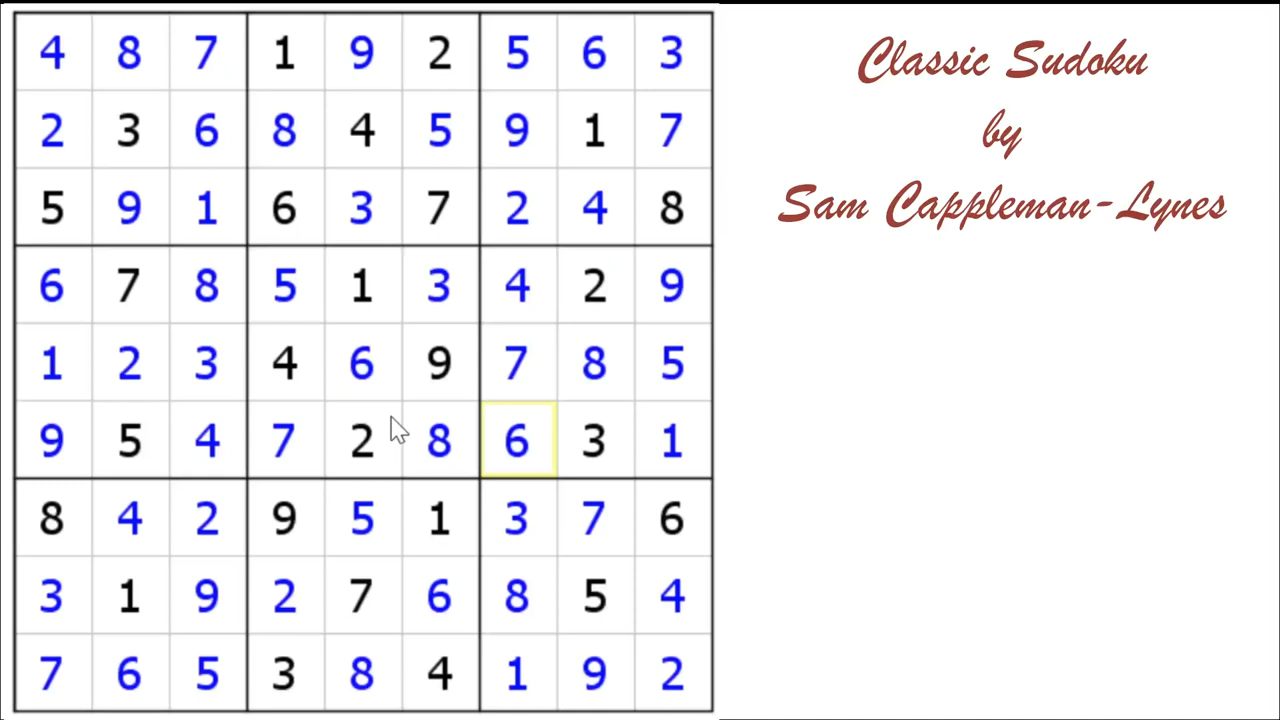 4 8 7 1 9 2 5 6 3
2 3 6 8 4 5 9 1 7
5 9 1 6 3 7 2 4 8
6 7 8 5 1 3 4 2 9
1 2 3 4 6 9 7 8 5
9 5 4 7 2 8 6 3 1
8 4 2 9 5 1 3 7 6
3 1 9 2 7 6 8 5 4
7 6 5 3 8 4 1 9 2
Classic Sudoku
by
Sam Cappleman-Lynes